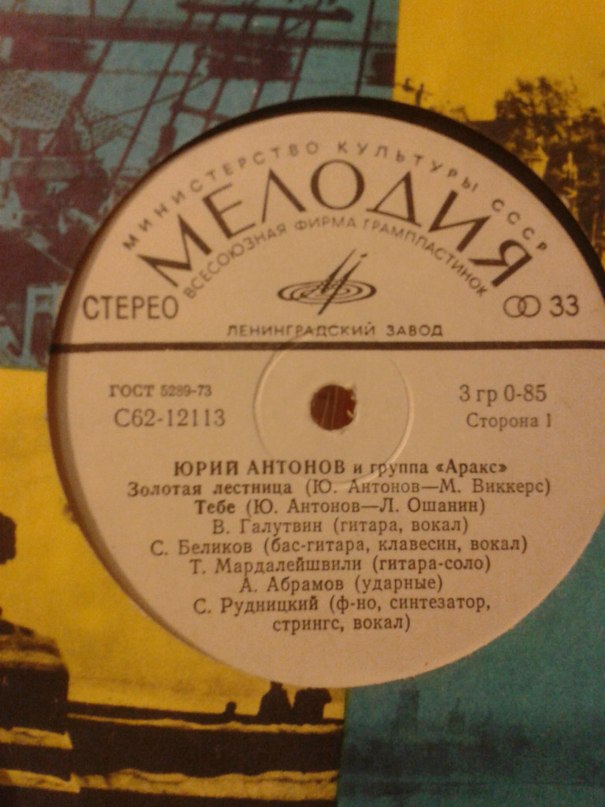 МИНИСТЕРСТВО КУЛЬТУРЫ СССР
МЕЛОДИЯ
ВСЕСОЮЗНАЯ ФИРМА ГРАМПЛАСТИНОК
СТЕРЕО
33
ЛЕНИНГРАДСКИЙ ЗАВОД
ГОСТ 5289-73
3 гр 0-85
С62-12113
Сторона 1
ЮРИЙ АНТОНОВ и группа «Аракс»
Золотая лестница (Ю. Антонов—М. Виккерс)
Тебе (Ю. Антонов—Л. Ошанин)
В. Галутвин (гитара, вокал)
С. Беликов (бас-гитара, клавесин, вокал)
Т. Мардалейшвили (гитара-соло)
А. Абрамов (ударные)
С. Рудницкий (ф-но, синтезатор,
стрингс, вокал)